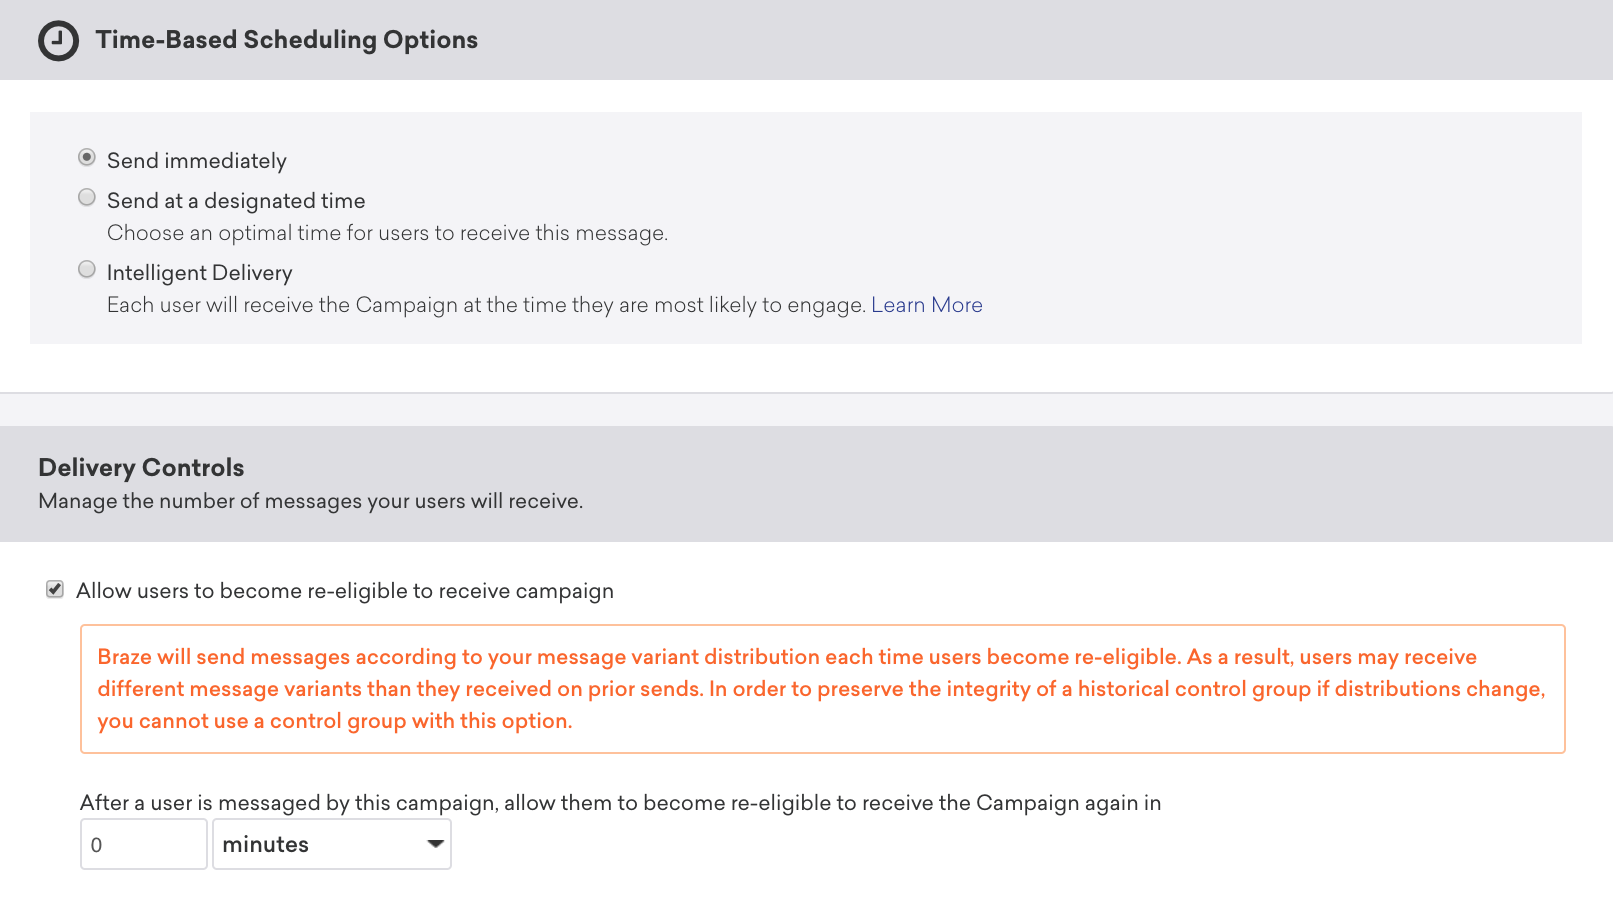 Time-Based Scheduling Options
Send immediately
Send at a designated time
Choose an optimal time for users to receive this message.
Intelligent Delivery
Each user will receive the Campaign at the time they are most likely to engage. Learn More
Delivery Controls
Manage the number of messages your users will receive.
Allow users to become re-eligible to receive campaign
Braze will send messages according to your message variant distribution each time users become re-eligible. As a result, users may receive
different message variants than they received on prior sends. In order to preserve the integrity of a historical control group if distributions change,
you cannot use a control group with this option.
After a user is messaged by this campaign, allow them to become re-eligible to receive the Campaign again in
0 minutes